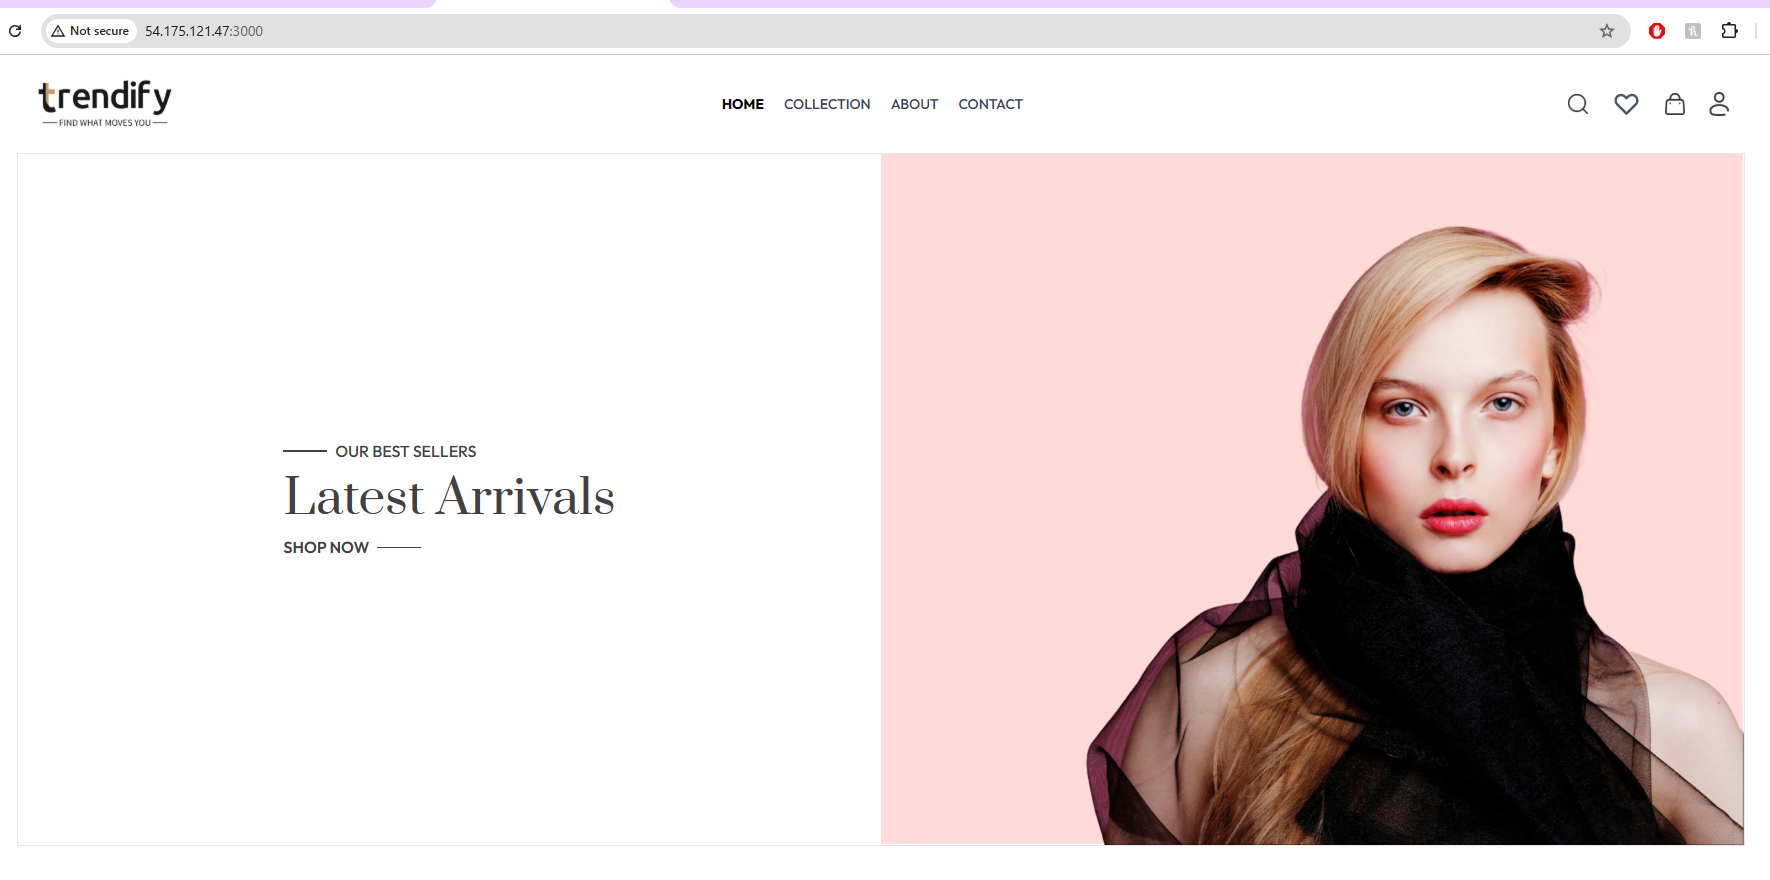 Not secure 54.175.121.47:3000
trendify
FIND WHAT MOVES YOU
HOME COLLECTION ABOUT CONTACT
OUR BEST SELLERS
Latest Arrivals
SHOP NOW